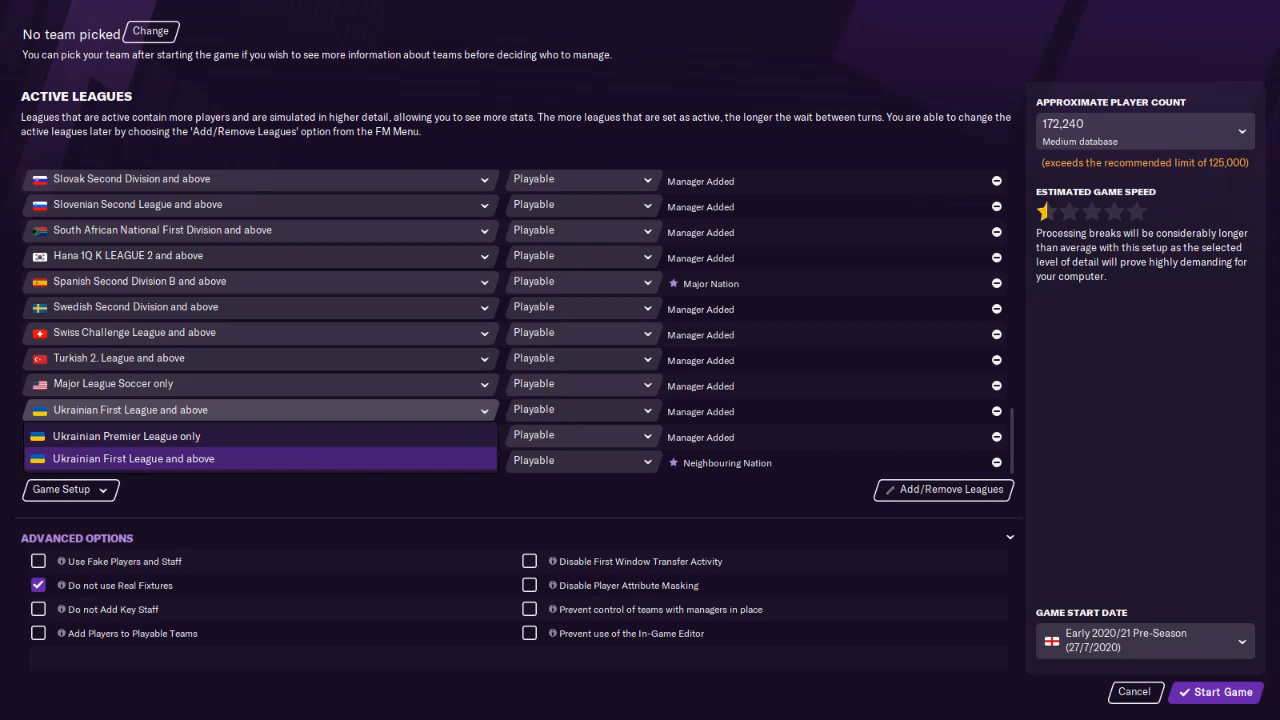 No team picked Change
You can pick your team after starting the game if you wish to see more information about teams before deciding who to manage.
ACTIVE LEAGUES
Leagues that are active contain more players and are simulated in higher detail, allowing you to see more stats. The more leagues that are set as active, the longer the wait between turns. You are able to change the
active leagues later by choosing the 'Add/Remove Leagues' option from the FM Menu.
Slovak Second Division and above Playable Manager Added
Slovenian Second League and above Playable Manager Added
South African National First Division and above Playable Manager Added
Hana 1Q K LEAGUE 2 and above Playable Manager Added
Spanish Second Division B and above Playable Major Nation
Swedish Second Division and above Playable Manager Added
Swiss Challenge League and above Playable Manager Added
Turkish 2. League and above Playable Manager Added
Major League Soccer only Playable Manager Added
Ukrainian First League and above Playable Manager Added
Ukrainian Premier League only Playable Manager Added
Ukrainian First League and above Playable Neighbouring Nation
Game Setup Add/Remove Leagues
ADVANCED OPTIONS
Use Fake Players and Staff Disable First Window Transfer Activity
Do not use Real Fixtures Disable Player Attribute Masking
Do not Add Key Staff Prevent control of teams with managers in place
Add Players to Playable Teams Prevent use of the In-Game Editor
APPROXIMATE PLAYER COUNT
172,240
Medium database
(exceeds the recommended limit of 125,000)
ESTIMATED GAME SPEED
Processing breaks will be considerably longer
than average with this setup as the selected
level of detail will prove highly demanding for
your computer.
GAME START DATE
Early 2020/21 Pre-Season
(27/7/2020)
Cancel Start Game